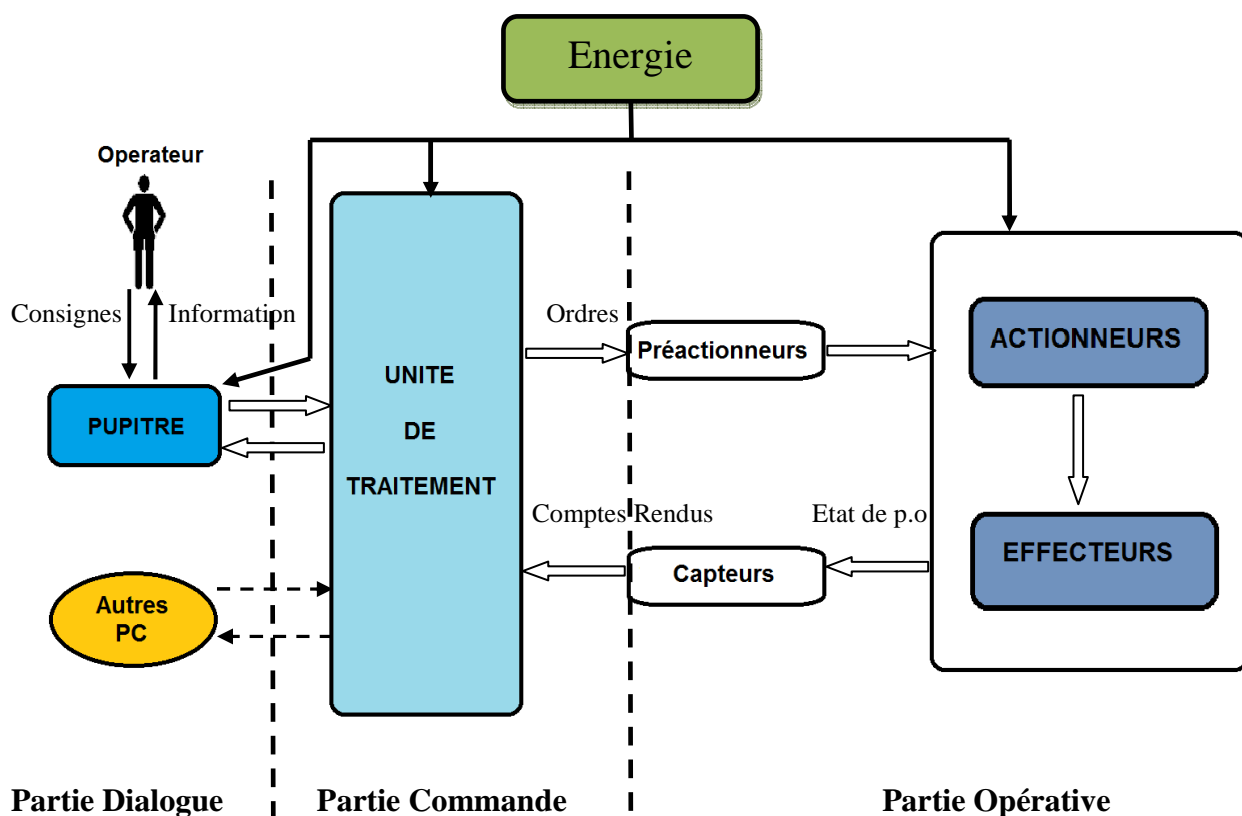 Energie
Operateur
Consignes
Information
Ordres
Préactionneurs
ACTIONNEURS
PUPITRE
UNITE
DE
TRAITEMENT
Comptes Rendus
Etat de p.o
Capteurs
EFFECTEURS
Autres
PC
Partie Dialogue
Partie Commande
Partie Opérative